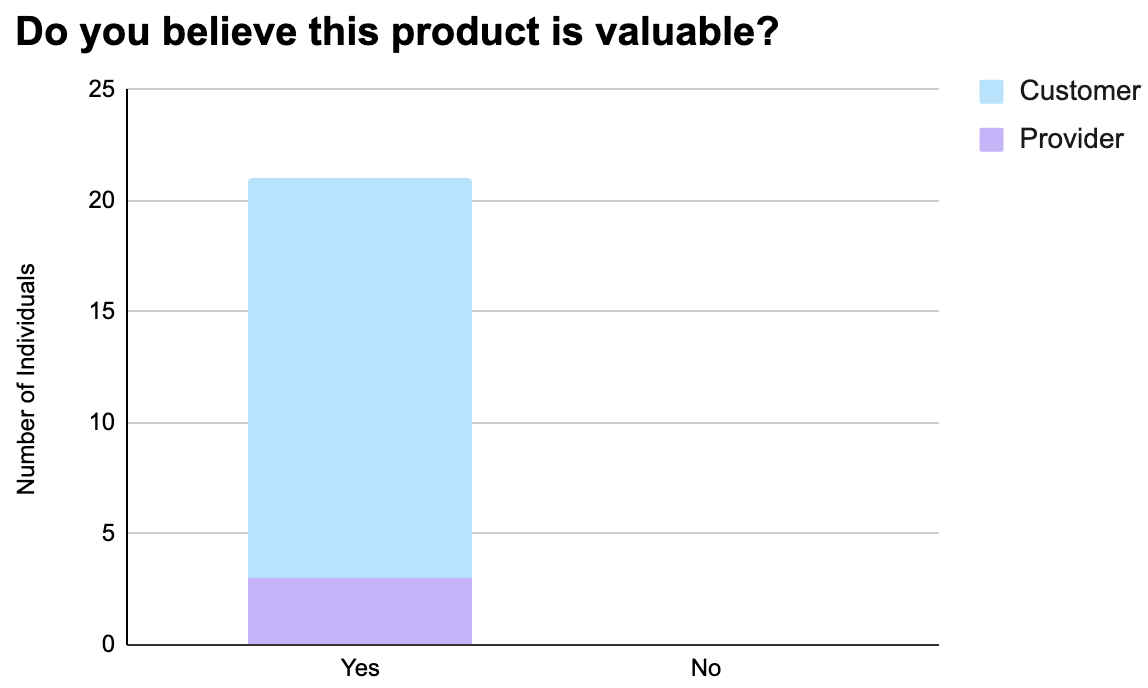 Do you believe this product is valuable?
Customer
Provider
25
20
15
10
5
0
Number of Individuals
Yes
No